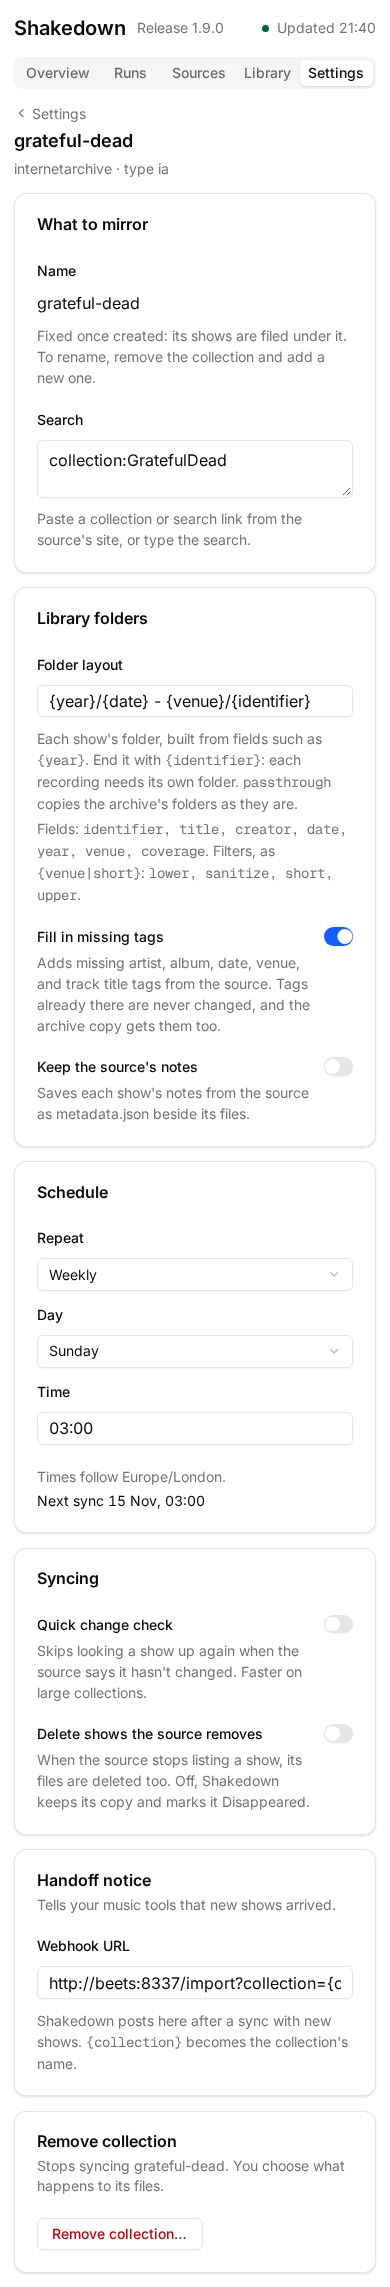 Shakedown Release 1.9.0 Updated 21:40
Overview Runs Sources Library Settings
Settings
grateful-dead
internetarchive · type ia
What to mirror
Name
grateful-dead
Fixed once created: its shows are filed under it.
To rename, remove the collection and add a
new one.
Search
collection:GratefulDead
Paste a collection or search link from the
source's site, or type the search.
Library folders
Folder layout
{year}/{date} - {venue}/{identifier}
Each show's folder, built from fields such as
{year}. End it with {identifier}: each
recording needs its own folder. passthrough
copies the archive's folders as they are.
Fields: identifier, title, creator, date,
year, venue, coverage. Filters, as
{venue|short}: lower, sanitize, short,
upper.
Fill in missing tags
Adds missing artist, album, date, venue,
and track title tags from the source. Tags
already there are never changed, and the
archive copy gets them too.
Keep the source's notes
Saves each show's notes from the source
as metadata.json beside its files.
Schedule
Repeat
Weekly
Day
Sunday
Time
03:00
Times follow Europe/London.
Next sync 15 Nov, 03:00
Syncing
Quick change check
Skips looking a show up again when the
source says it hasn't changed. Faster on
large collections.
Delete shows the source removes
When the source stops listing a show, its
files are deleted too. Off, Shakedown
keeps its copy and marks it Disappeared.
Handoff notice
Tells your music tools that new shows arrived.
Webhook URL
http://beets:8337/import?collection={c
Shakedown posts here after a sync with new
shows. {collection} becomes the collection's
name.
Remove collection
Stops syncing grateful-dead. You choose what
happens to its files.
Remove collection…